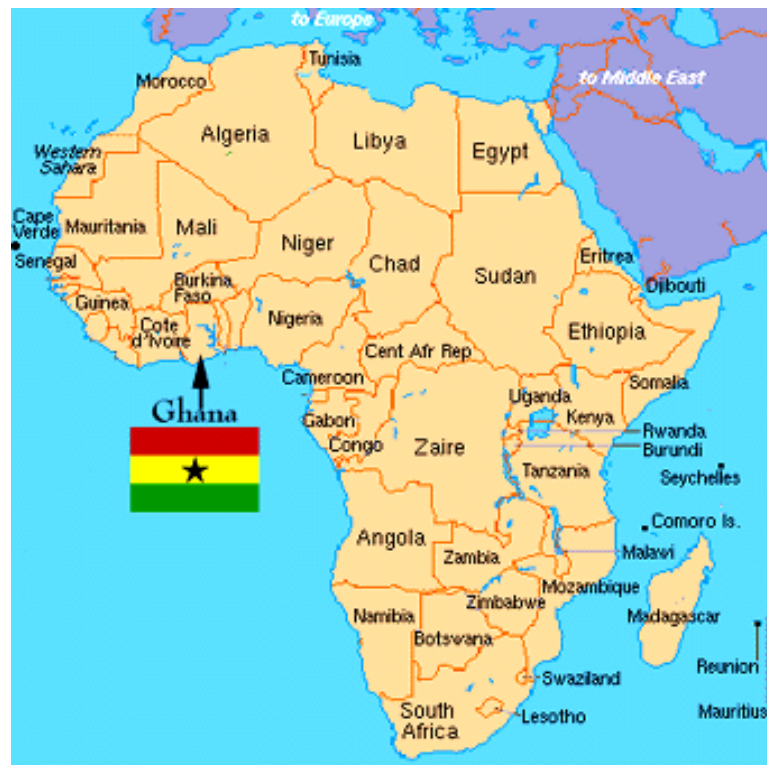 to Europe
Tunisia
to Middle East
Morocco
Algeria
Libya
Egypt
Western
Sahara
Cape
Verde
Mauritania
Mali
Niger
Chad
Sudan
Eritrea
Senegal
Djibouti
Burkina
Faso
Guinea
Nigeria
Cote
d'Ivoire
Ethiopia
Cent Afr Rep
Cameroon
Somalia
Uganda
Ghana
Kenya
Gabon
Rwanda
Congo
Zaire
Burundi
Tanzania
Seychelles
Comoro Is.
Angola
Zambia
Malawi
Mozambique
Zimbabwe
Namibia
Madagascar
Botswana
Reunion
Swaziland
South
Africa
Lesotho
Mauritius